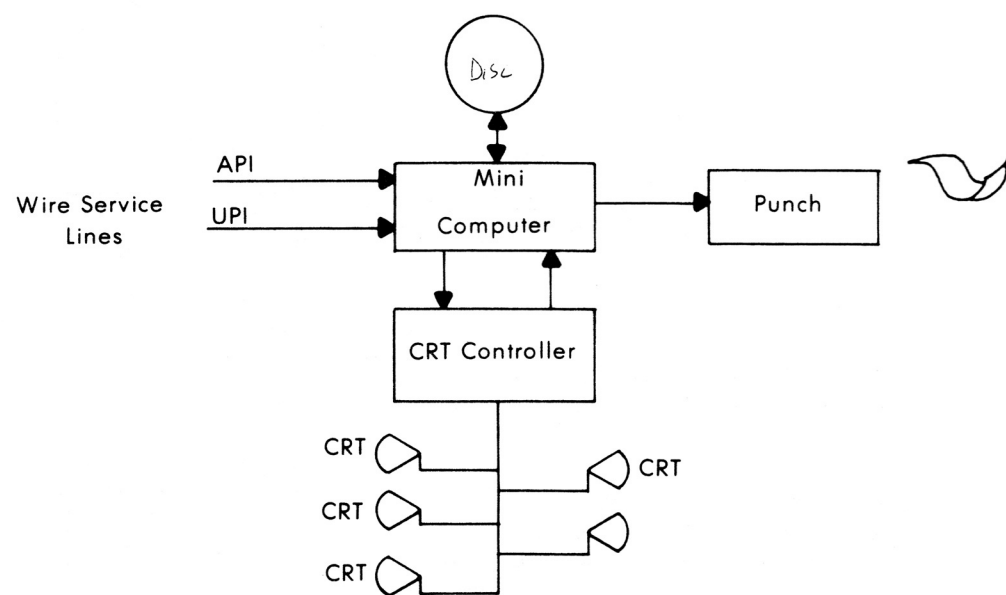 Disc
API
Mini
Wire Service
UPI
Computer
Punch
Lines
CRT Controller
CRT
CRT
CRT
CRT